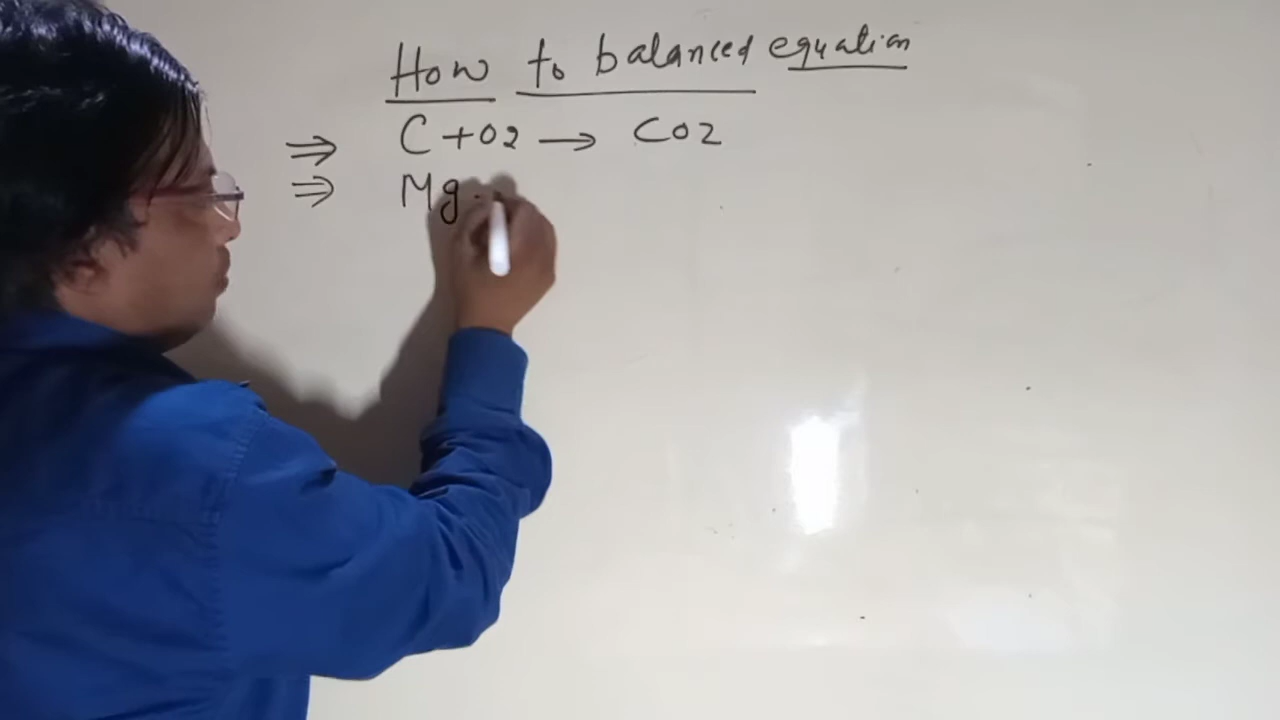 How to balanced equation
⇒ C + O2 → CO2
⇒ Mg